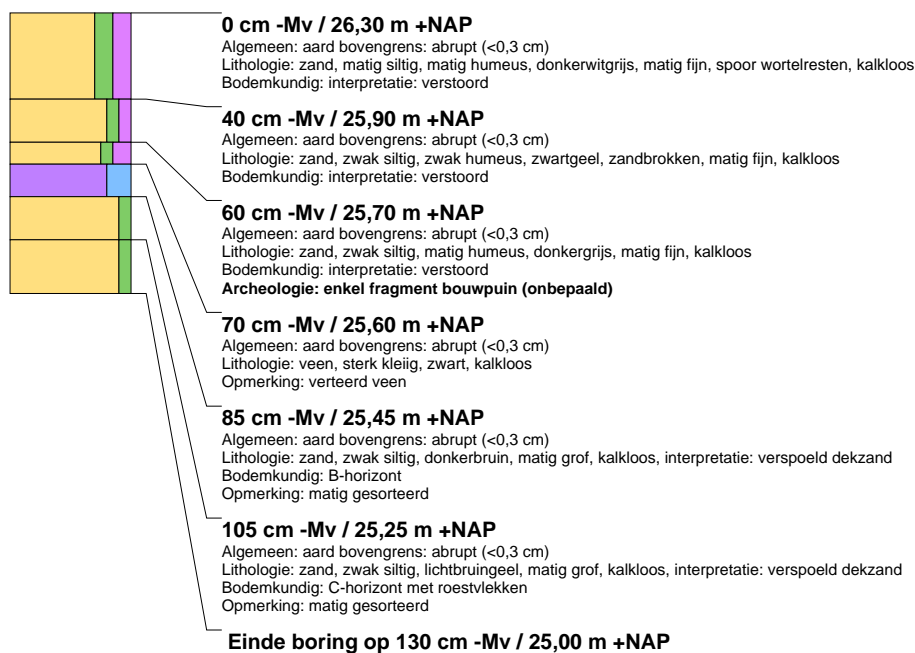 0 cm -Mv / 26,30 m +NAP
Algemeen: aard bovengrens: abrupt (<0,3 cm)
Lithologie: zand, matig siltig, matig humeus, donkerwitgrijs, matig fijn, spoor wortelresten, kalkloos
Bodemkundig: interpretatie: verstoord
40 cm -Mv / 25,90 m +NAP
Algemeen: aard bovengrens: abrupt (<0,3 cm)
Lithologie: zand, zwak siltig, zwak humeus, zwartgeel, zandbrokken, matig fijn, kalkloos
Bodemkundig: interpretatie: verstoord
60 cm -Mv / 25,70 m +NAP
Algemeen: aard bovengrens: abrupt (<0,3 cm)
Lithologie: zand, zwak siltig, matig humeus, donkergrijs, matig fijn, kalkloos
Bodemkundig: interpretatie: verstoord
Archeologie: enkel fragment bouwpuin (onbepaald)
70 cm -Mv / 25,60 m +NAP
Algemeen: aard bovengrens: abrupt (<0,3 cm)
Lithologie: veen, sterk kleiig, zwart, kalkloos
Opmerking: verteerd veen
85 cm -Mv / 25,45 m +NAP
Algemeen: aard bovengrens: abrupt (<0,3 cm)
Lithologie: zand, zwak siltig, donkerbruin, matig grof, kalkloos, interpretatie: verspoeld dekzand
Bodemkundig: B-horizont
Opmerking: matig gesorteerd
105 cm -Mv / 25,25 m +NAP
Algemeen: aard bovengrens: abrupt (<0,3 cm)
Lithologie: zand, zwak siltig, lichtbruingeel, matig grof, kalkloos, interpretatie: verspoeld dekzand
Bodemkundig: C-horizont met roestvlekken
Opmerking: matig gesorteerd
Einde boring op 130 cm -Mv / 25,00 m +NAP